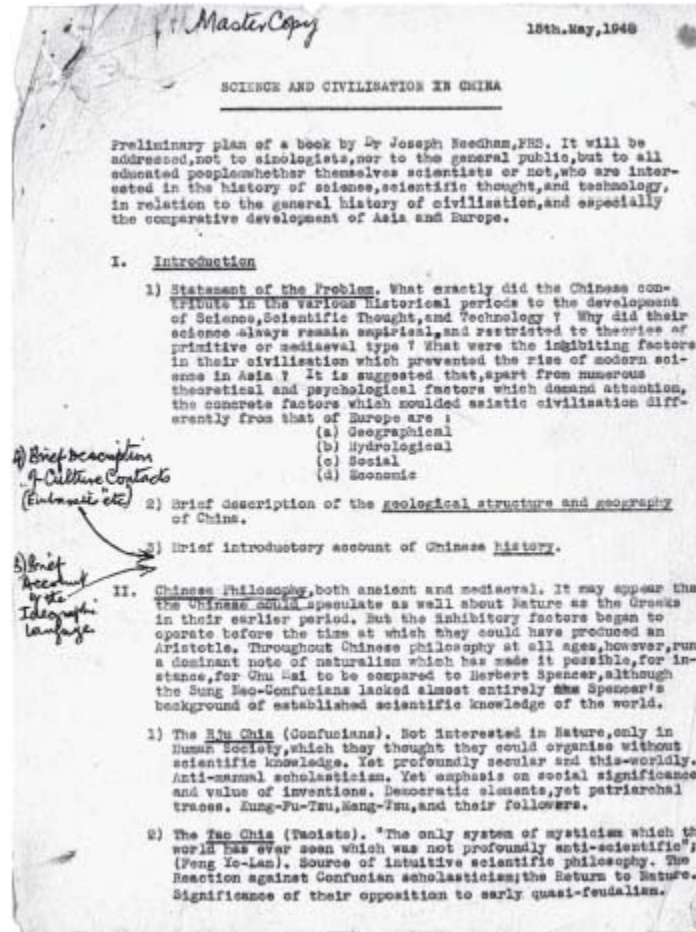 Master Copy
15th.May,1948
SCIENCE AND CIVILISATION IN CHINA
Preliminary plan of a book by Dr Joseph Needham,FRS. It will be
addressed,not to sinologists,nor to the general public,but to all
educated people whether themselves scientists or not,who are inter-
ested in the history of science,scientific thought,and technology,
in relation to the general history of civilisation,and especially
the comparative development of Asia and Europe.
I. Introduction
1) Statement of the Problem. What exactly did the Chinese con-
tribute in the various historical periods to the development
of Science,Scientific Thought,and Technology ? Why did their
science always remain empirical,and restricted to theories of
primitive or mediaeval type ? What were the inhibiting factors
in their civilisation which prevented the rise of modern sci-
ence in Asia ? It is suggested that,apart from numerous
theoretical and psychological factors which demand attention,
the concrete factors which moulded asiatic civilisation diff-
erently from that of Europe are :
(a) Geographical
(b) Hydrological
(c) Social
(d) Economic
4) Brief Description
of Culture Contacts
("Embassies" etc)
2) Brief description of the geological structure and geography
of China.
3) Brief introductory account of Chinese history.
Brief
Account
of the
Ideographic
Language
II. Chinese Philosophy,both ancient and mediaeval. It may appear tha
the Chinese could speculate as well about Nature as the Greeks
in their earlier period. But the inhibitory factors began to
operate before the time at which they could have produced an
Aristotle. Throughout Chinese philosophy at all ages,however,run
a dominant note of naturalism which has made it possible,for in-
stance,for Chu Hsi to be compared to Herbert Spencer,although
the Sung Neo-Confucians lacked almost entirely Spencer's
background of established scientific knowledge of the world.
1) The Rju Chia (Confucians). Not interested in Nature,only in
Human Society,which they thought they could organise without
scientific knowledge. Yet profoundly secular and this-worldly.
Anti-manual scholasticism. Yet emphasis on social significance
and value of inventions. Democratic elements,yet patriarchal
traces. Kung-Fu-Tzu,Meng-Tzu,and their followers.
2) The Tao Chia (Taoists). "The only system of mysticism which th
world has ever seen which was not profoundly anti-scientific";
(Feng Yo-Lan). Source of intuitive scientific philosophy. The
Reaction against Confucian scholasticism;the Return to Nature.
Significance of their opposition to early quasi-feudalism.